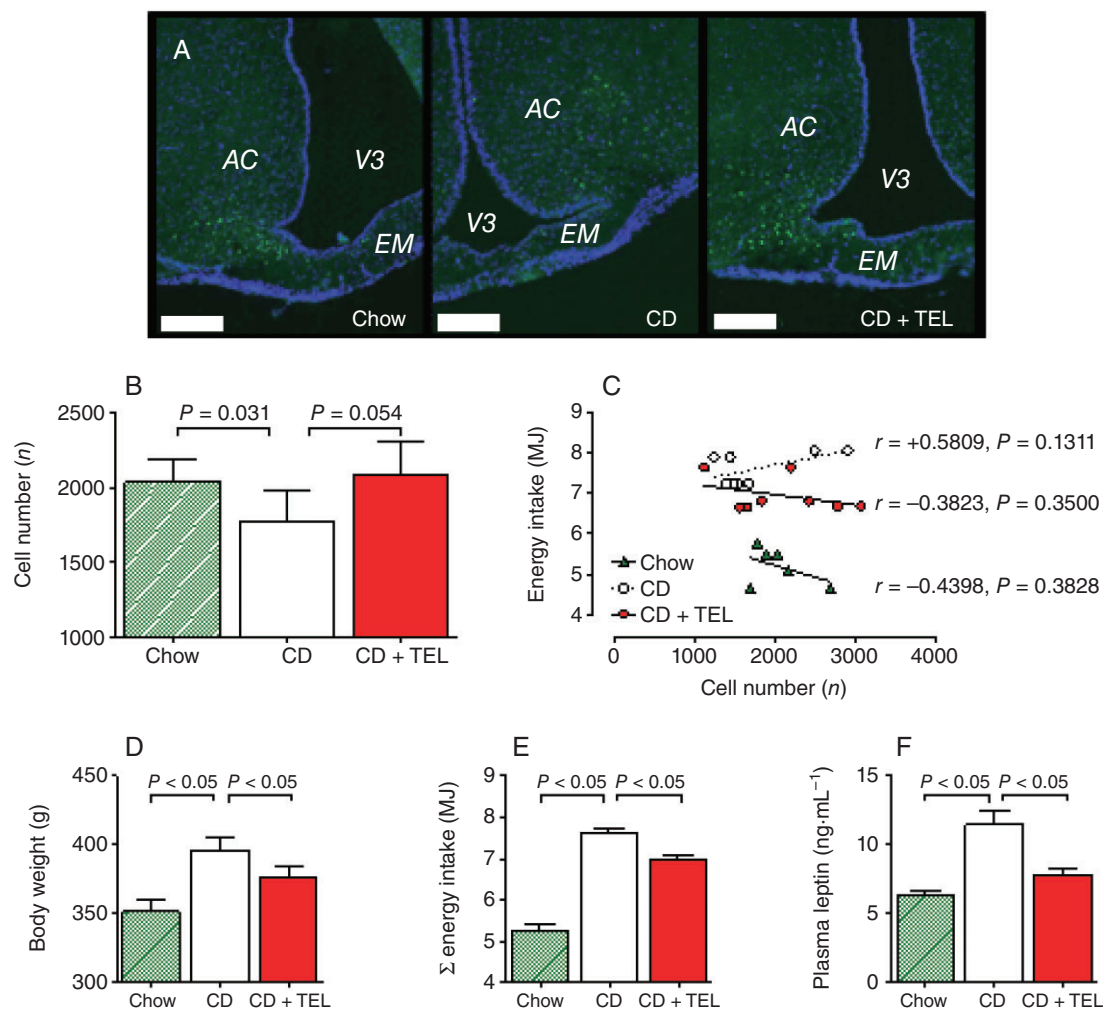 A
AC
V3
EM
Chow
AC
V3
EM
CD
AC
V3
EM
CD + TEL
B
P = 0.031
P = 0.054
Cell number (n)
2500
2000
1500
1000
Chow
CD
CD + TEL
C
Energy intake (MJ)
9
8
7
6
5
4
r = +0.5809, P = 0.1311
r = −0.3823, P = 0.3500
r = −0.4398, P = 0.3828
Chow
CD
CD + TEL
0
1000
2000
3000
4000
Cell number (n)
D
P < 0.05
P < 0.05
Body weight (g)
450
400
350
300
Chow
CD
CD + TEL
E
P < 0.05
P < 0.05
Σ energy intake (MJ)
9
8
7
6
5
4
Chow
CD
CD + TEL
F
P < 0.05
P < 0.05
Plasma leptin (ng·mL⁻¹)
15
10
5
0
Chow
CD
CD + TEL